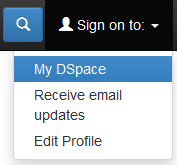 Sign on to:
My DSpace
Receive email
updates
Edit Profile